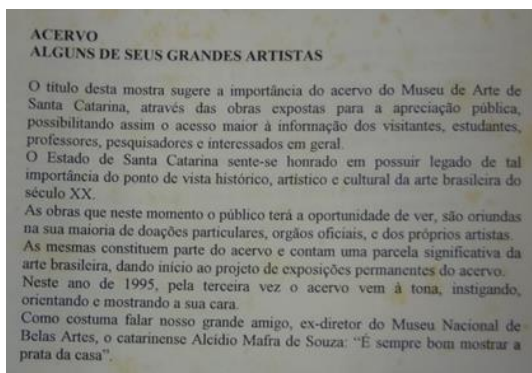 ACERVO
ALGUNS DE SEUS GRANDES ARTISTAS
O título desta mostra sugere a importância do acervo do Museu de Arte de
Santa Catarina, através das obras expostas para a apreciação pública,
possibilitando assim o acesso maior à informação dos visitantes, estudantes,
professores, pesquisadores e interessados em geral.
O Estado de Santa Catarina sente-se honrado em possuir legado de tal
importância do ponto de vista histórico, artístico e cultural da arte brasileira do
século XX.
As obras que neste momento o público terá a oportunidade de ver, são oriundas
na sua maioria de doações particulares, orgãos oficiais, e dos próprios artistas.
As mesmas constituem parte do acervo e contam uma parcela significativa da
arte brasileira, dando início ao projeto de exposições permanentes do acervo.
Neste ano de 1995, pela terceira vez o acervo vem à tona, instigando,
orientando e mostrando a sua cara.
Como costuma falar nosso grande amigo, ex-diretor do Museu Nacional de
Belas Artes, o catarinense Alcídio Mafra de Souza: “É sempre bom mostrar a
prata da casa”.